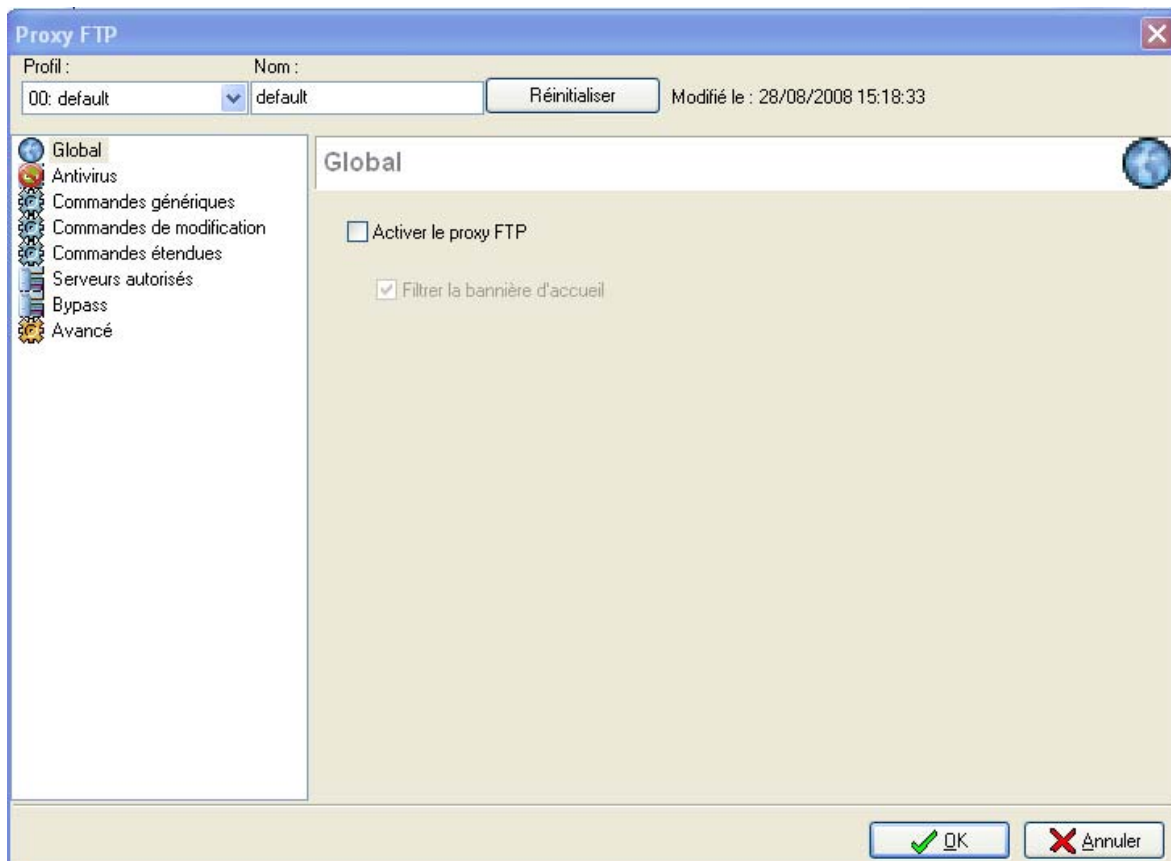 Proxy FTP
Profil :
Nom :
00: default
default
Réinitialiser
Modifié le : 28/08/2008 15:18:33
Global
Antivirus
Commandes génériques
Commandes de modification
Commandes étendues
Serveurs autorisés
Bypass
Avancé
Global
Activer le proxy FTP
Filtrer la bannière d'accueil
OK
Annuler